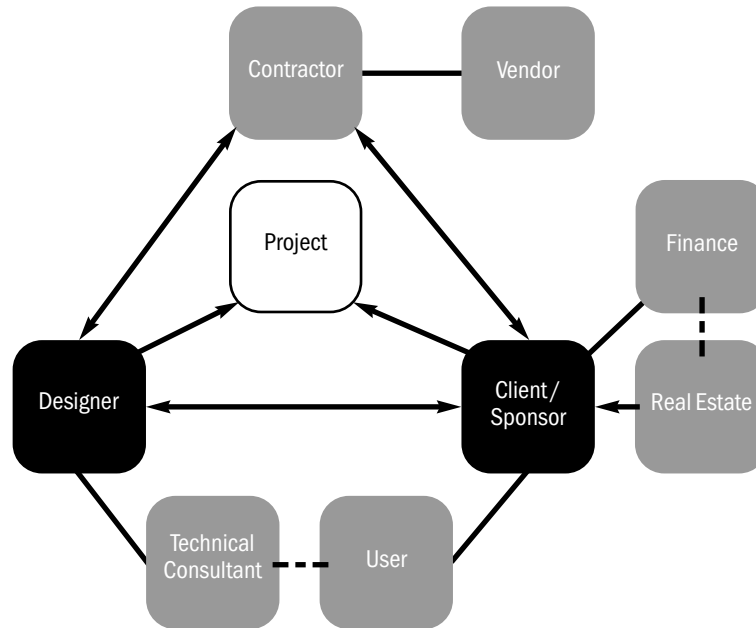 Contractor
Vendor
Project
Finance
Designer
Client/
Sponsor
Real Estate
Technical
Consultant
User